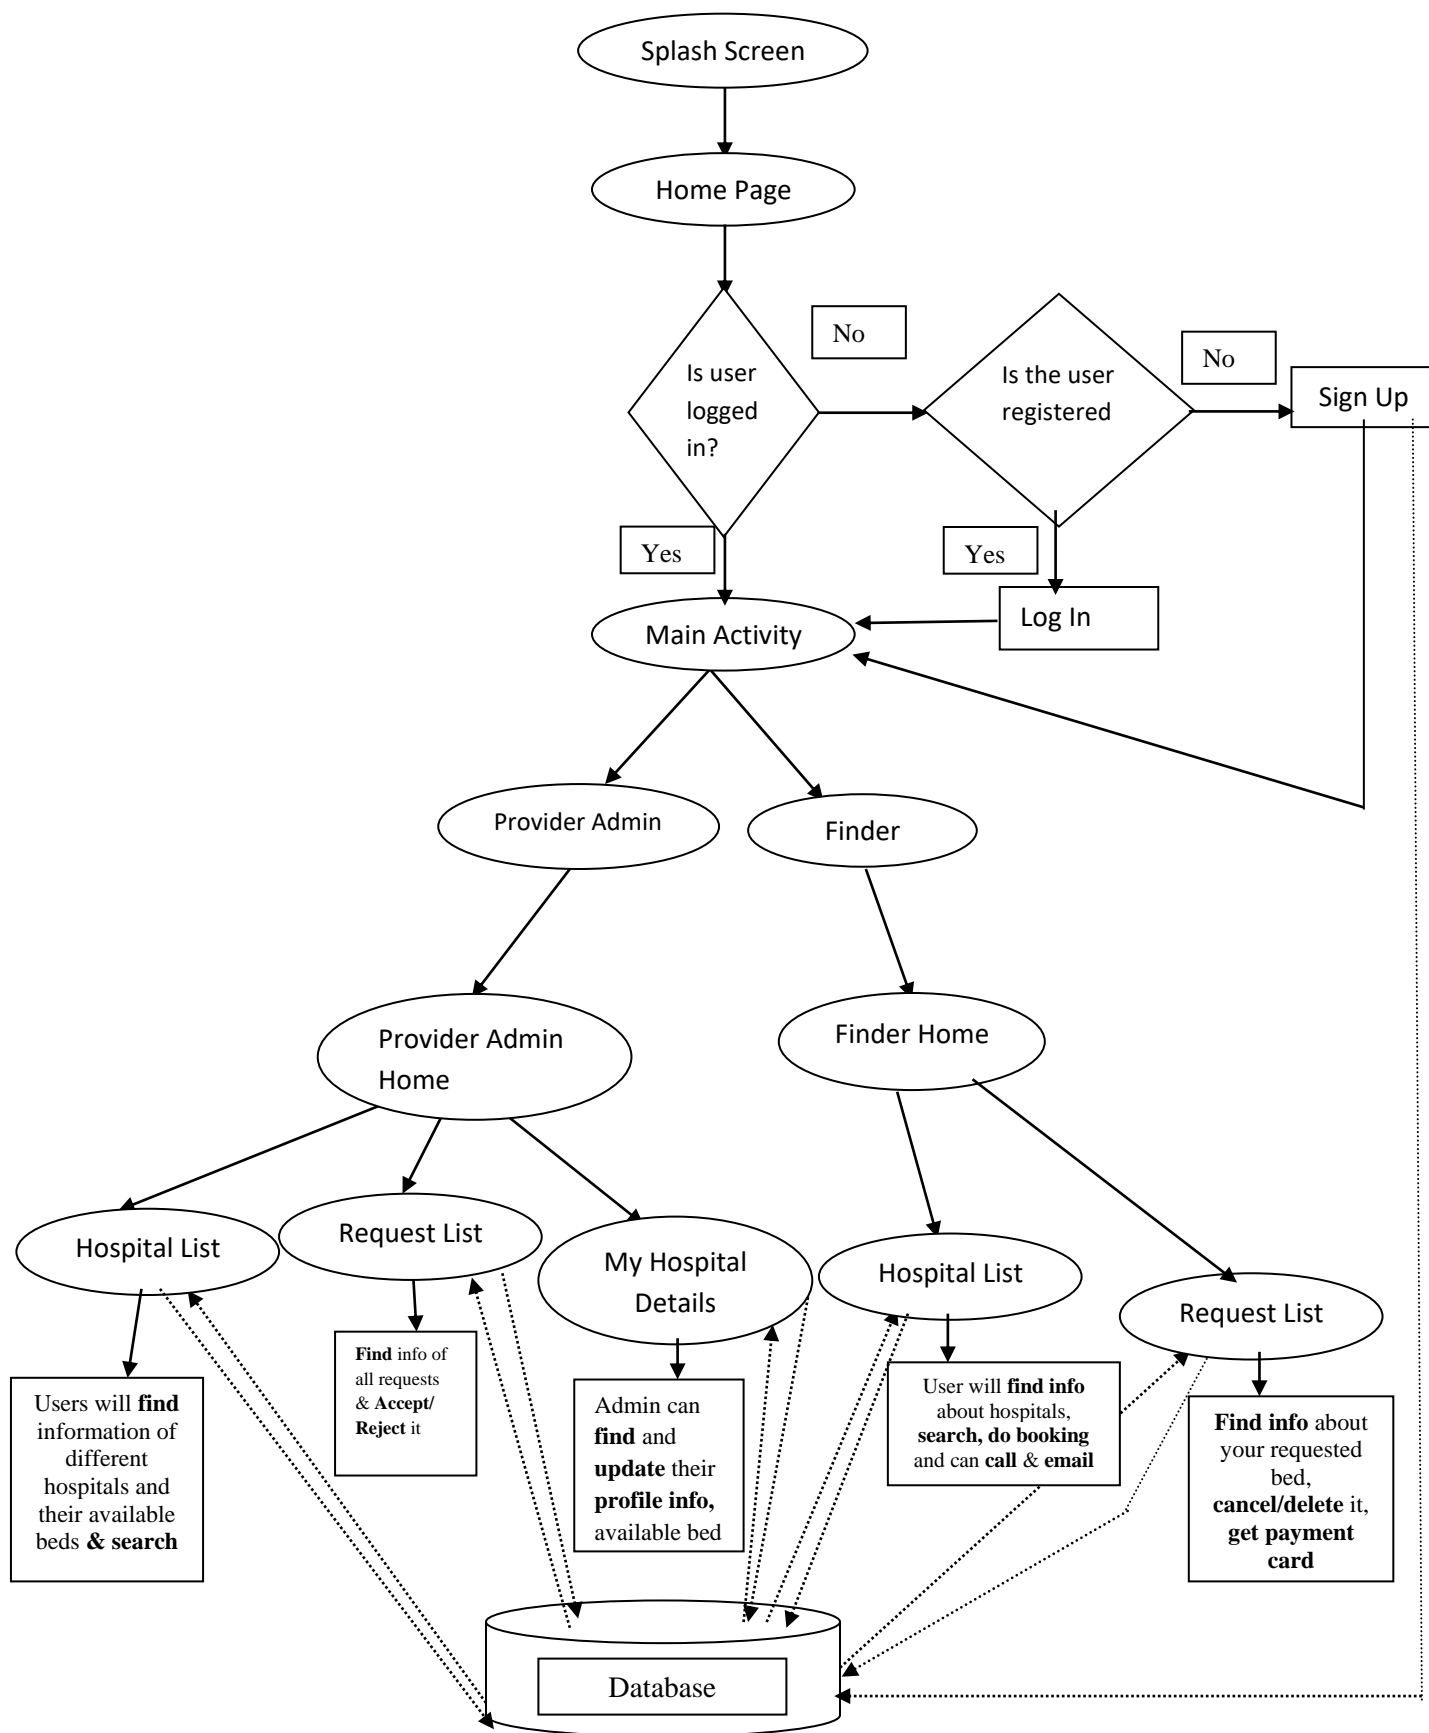 Splash Screen
Home Page
Is user
logged
in?
No
Is the user
registered
No
Sign Up
Yes
Yes
Log In
Main Activity
Provider Admin
Finder
Provider Admin
Home
Finder Home
Hospital List
Request List
My Hospital
Details
Hospital List
Request List
Users will find
information of
different
hospitals and
their available
beds & search
Find info of
all requests
& Accept/
Reject it
Admin can
find and
update their
profile info,
available bed
User will find info
about hospitals,
search, do booking
and can call & email
Find info about
your requested
bed,
cancel/delete it,
get payment
card
Database